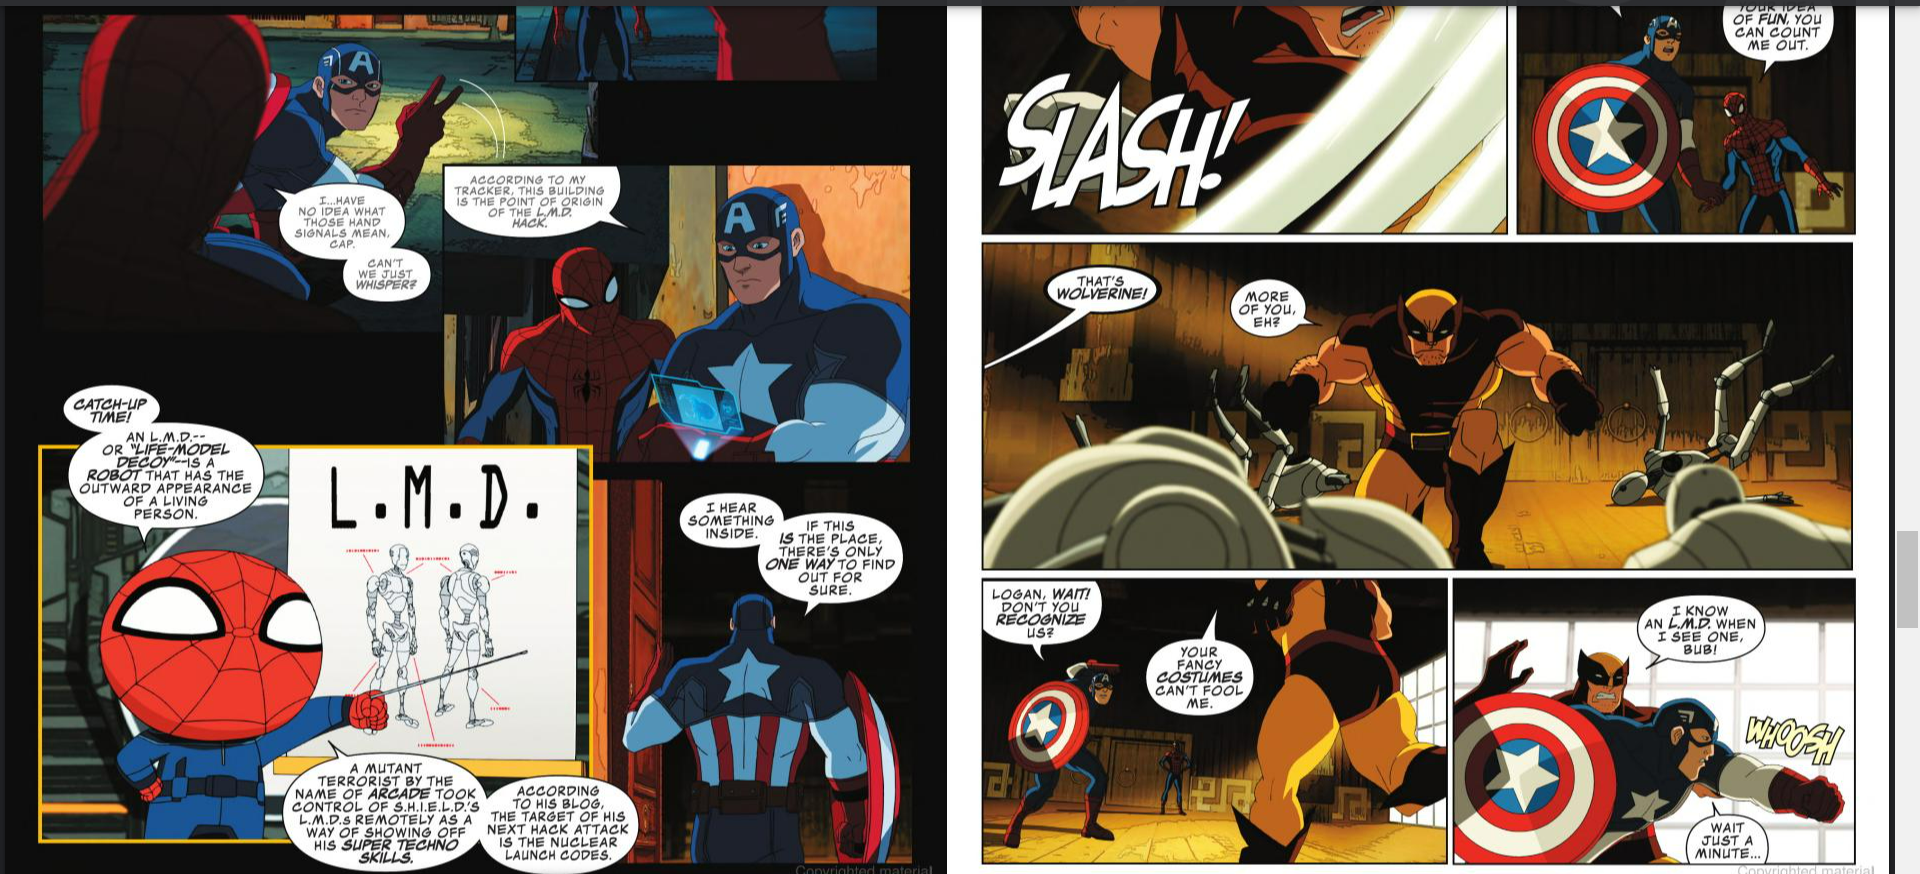 A
I...HAVE
NO IDEA WHAT
THOSE HAND
SIGNALS MEAN,
CAP.
CAN'T
WE JUST
WHISPER?
ACCORDING TO MY
TRACKER, THIS BUILDING
IS THE POINT OF ORIGIN
OF THE L.M.D.
HACK.
A
CATCH-UP
TIME!
AN L.M.D.--
OR "LIFE-MODEL
DECOY"--IS A
ROBOT THAT HAS THE
OUTWARD APPEARANCE
OF A LIVING
PERSON.
L.M.D.
A MUTANT
TERRORIST BY THE
NAME OF ARCADE TOOK
CONTROL OF S.H.I.E.L.D.'S
L.M.D.s REMOTELY AS A
WAY OF SHOWING OFF
HIS SUPER TECHNO
SKILLS.
ACCORDING
TO HIS BLOG,
THE TARGET OF HIS
NEXT HACK ATTACK
IS THE NUCLEAR
LAUNCH CODES.
I HEAR
SOMETHING
INSIDE.
IF THIS
IS THE PLACE,
THERE'S ONLY
ONE WAY TO FIND
OUT FOR
SURE.
Copyrighted material
SLASH!
YOUR IDEA
OF FUN, YOU
CAN COUNT
ME OUT.
THAT'S
WOLVERINE!
MORE
OF YOU,
EH?
LOGAN, WAIT!
DON'T YOU
RECOGNIZE
US?
YOUR
FANCY
COSTUMES
CAN'T FOOL
ME.
I KNOW
AN L.M.D. WHEN
I SEE ONE,
BUB!
WHOOSH
WAIT
JUST A
MINUTE...
Copyrighted material